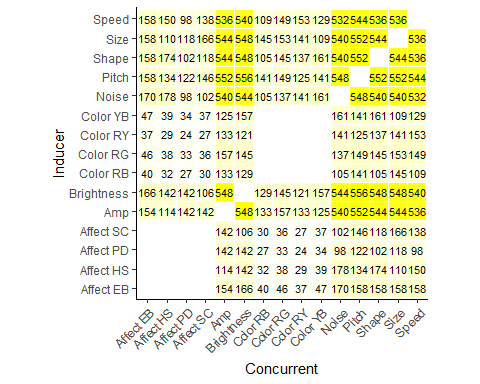 Speed 158 150 98 138 536 540 109 149 153 129 532 544 536 536
Size 158 110 118 166 544 548 145 153 141 109 540 552 544 536
Shape 158 174 102 118 544 548 105 145 137 161 540 552 544 536
Pitch 158 134 122 146 552 556 141 149 125 141 548 552 552 544
Noise 170 178 98 102 540 544 105 137 141 161 548 540 540 532
Color YB 47 39 34 37 125 157 161 141 161 109 129
Color RY 37 29 24 27 133 121 141 125 137 141 153
Color RG 46 38 33 36 157 145 137 149 145 153 149
Color RB 40 32 27 30 133 129 105 141 105 145 109
Brightness 166 142 142 106 548 129 145 121 157 544 556 548 548 540
Amp 154 114 142 142 548 133 157 133 125 540 552 544 544 536
Affect SC 142 106 30 36 27 37 102 146 118 166 138
Affect PD 142 142 27 33 24 34 98 122 102 118 98
Affect HS 114 142 32 38 29 39 178 134 174 110 150
Affect EB 154 166 40 46 37 47 170 158 158 158 158
Affect EB Affect HS Affect PD Affect SC Amp Brightness Color RB Color RG Color RY Color YB Noise Pitch Shape Size Speed
Concurrent
Inducer